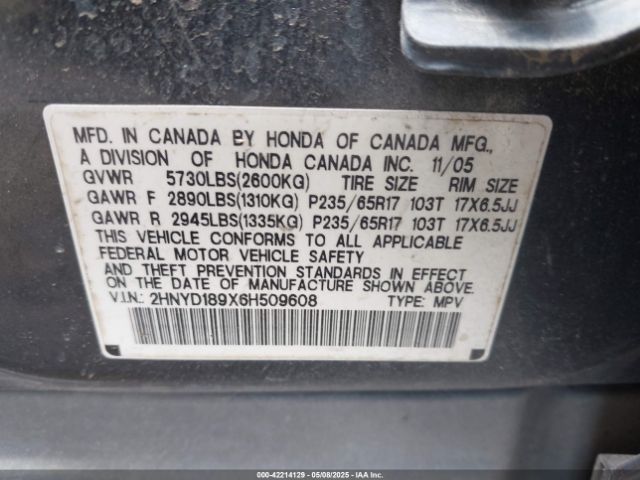 MFD. IN CANADA BY HONDA OF CANADA MFG.,
A DIVISION OF HONDA CANADA INC. 11/05
GVWR 5730LBS(2600KG) TIRE SIZE RIM SIZE
GAWR F 2890LBS(1310KG) P235/65R17 103T 17X6.5JJ
GAWR R 2945LBS(1335KG) P235/65R17 103T 17X6.5JJ
THIS VEHICLE CONFORMS TO ALL APPLICABLE
FEDERAL MOTOR VEHICLE SAFETY
AND THEFT PREVENTION STANDARDS IN EFFECT
ON THE DATE OF MANUFACTURE SHOWN ABOVE.
V.I.N.: 2HNYD189X6H509608 TYPE: MPV
000-42214129 - 05/08/2025 - IAAI.COM